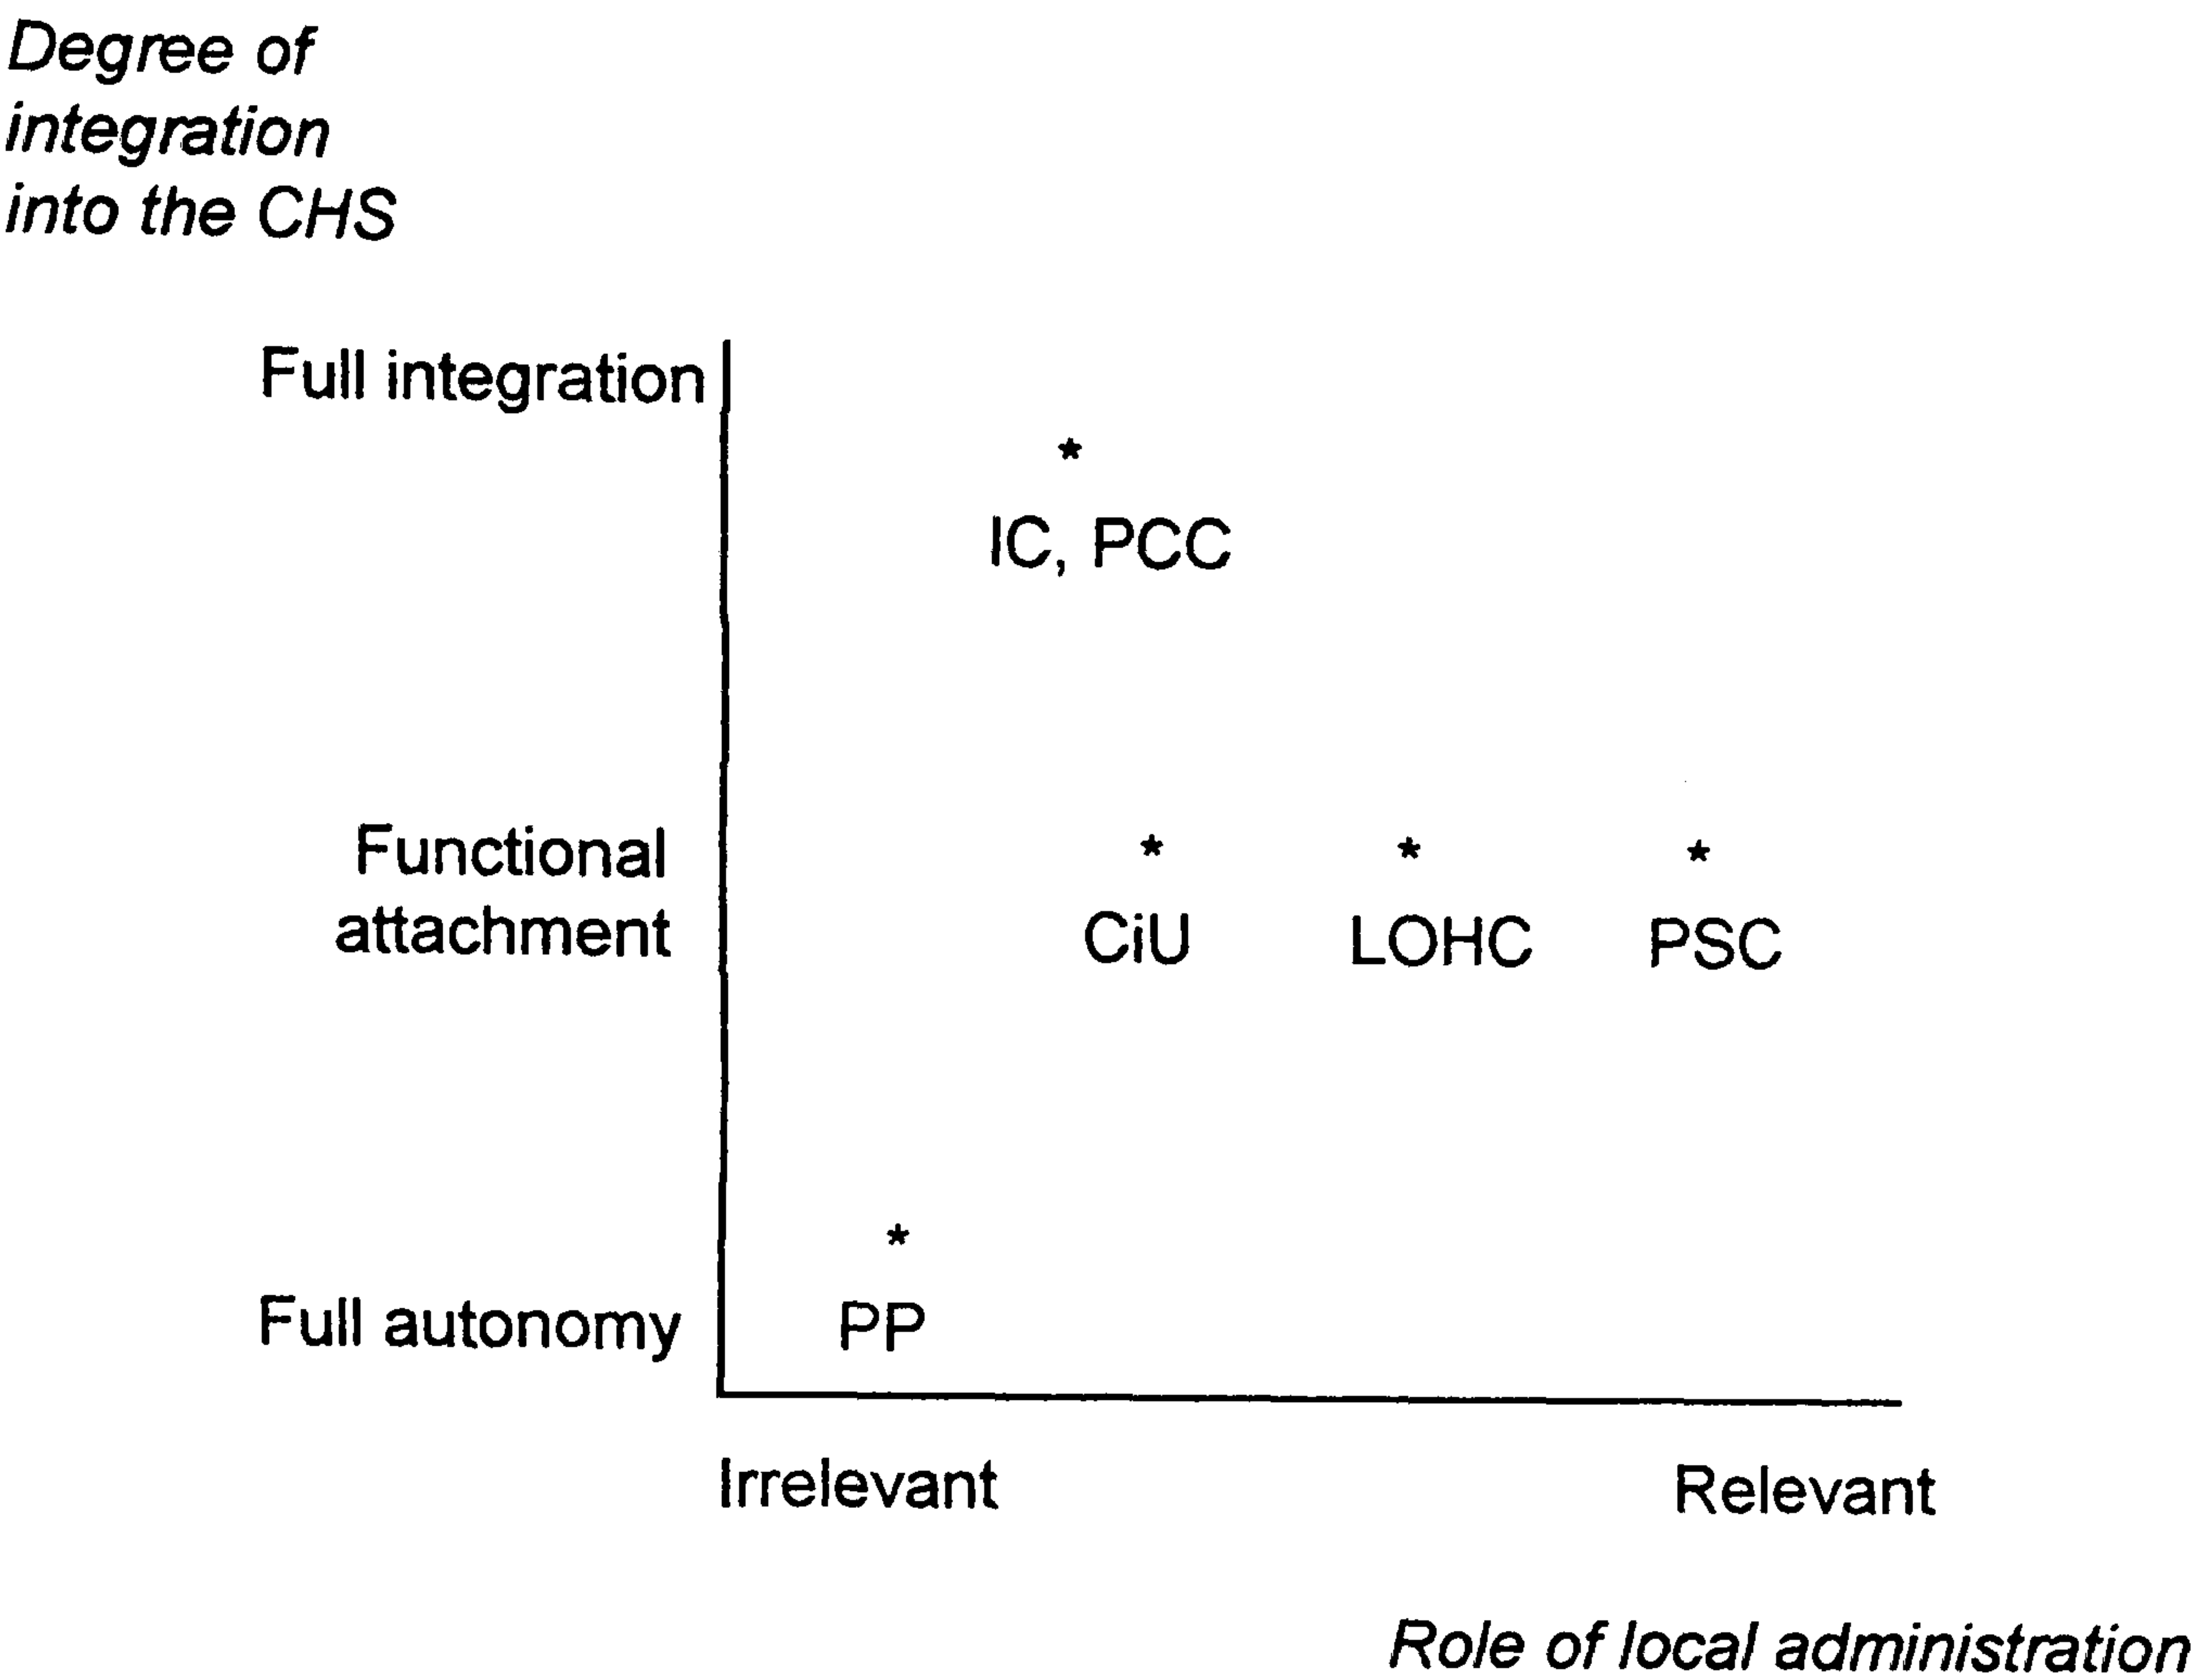 Degree of
integration
into the CHS
Full integration
*
IC, PCC
Functional
attachment
* * *
CiU LOHC PSC
*
Full autonomy
PP
Irrelevant Relevant
Role of local administration